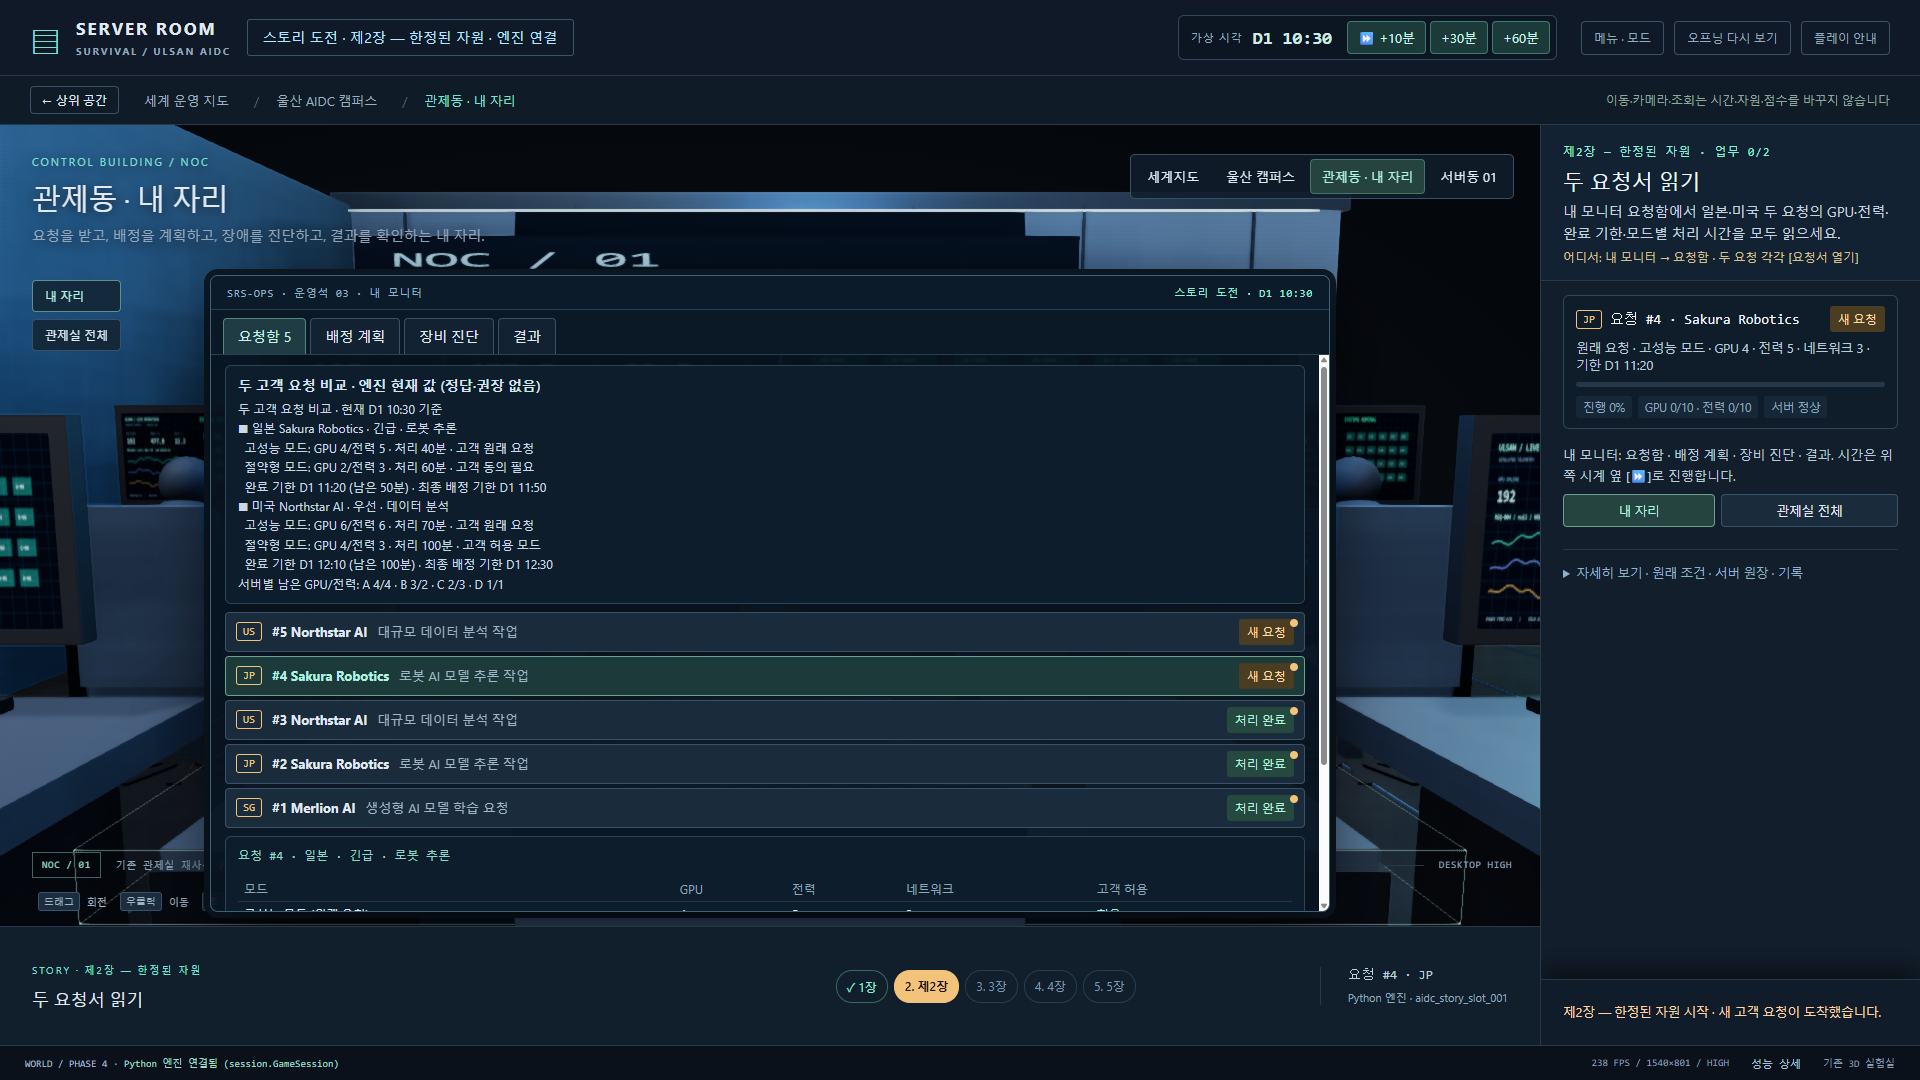 SERVER ROOM
SURVIVAL / ULSAN AIDC
스토리 도전 · 제2장 — 한정된 자원 · 엔진 연결
가상 시각 D1 10:30 ⏩ +10분 +30분 +60분
메뉴 · 모드 오프닝 다시 보기 플레이 안내
← 상위 공간 세계 운영 지도 / 울산 AIDC 캠퍼스 / 관제동 · 내 자리
이동·카메라·조회는 시간·자원·점수를 바꾸지 않습니다
CONTROL BUILDING / NOC
관제동 · 내 자리
요청을 받고, 배정을 계획하고, 장애를 진단하고, 결과를 확인하는 내 자리.
세계지도 울산 캠퍼스 관제동 · 내 자리 서버동 01
NOC / 01
내 자리
관제실 전체
SRS-OPS · 운영석 03 · 내 모니터
스토리 도전 · D1 10:30
요청함 5 배정 계획 장비 진단 결과
두 고객 요청 비교 · 엔진 현재 값 (정답·권장 없음)
두 고객 요청 비교 · 현재 D1 10:30 기준
■ 일본 Sakura Robotics · 긴급 · 로봇 추론
고성능 모드: GPU 4/전력 5 · 처리 40분 · 고객 원래 요청
절약형 모드: GPU 2/전력 3 · 처리 60분 · 고객 동의 필요
완료 기한 D1 11:20 (남은 50분) · 최종 배정 기한 D1 11:50
■ 미국 Northstar AI · 우선 · 데이터 분석
고성능 모드: GPU 6/전력 6 · 처리 70분 · 고객 원래 요청
절약형 모드: GPU 4/전력 3 · 처리 100분 · 고객 허용 모드
완료 기한 D1 12:10 (남은 100분) · 최종 배정 기한 D1 12:30
서버별 남은 GPU/전력: A 4/4 · B 3/2 · C 2/3 · D 1/1
US #5 Northstar AI 대규모 데이터 분석 작업 새 요청
JP #4 Sakura Robotics 로봇 AI 모델 추론 작업 새 요청
US #3 Northstar AI 대규모 데이터 분석 작업 처리 완료
JP #2 Sakura Robotics 로봇 AI 모델 추론 작업 처리 완료
SG #1 Merlion AI 생성형 AI 모델 학습 요청 처리 완료
요청 #4 · 일본 · 긴급 · 로봇 추론
모드 GPU 전력 네트워크 고객 허용
ULSAN / LIVE
192
NOC / 01 기존 관제실 재사
DESKTOP HIGH
드래그 회전 우클릭 이동
제2장 — 한정된 자원 · 업무 0/2
두 요청서 읽기
내 모니터 요청함에서 일본·미국 두 요청의 GPU·전력·
완료 기한·모드별 처리 시간을 모두 읽으세요.
어디서: 내 모니터 → 요청함 · 두 요청 각각 [요청서 열기]
JP 요청 #4 · Sakura Robotics 새 요청
원래 요청 · 고성능 모드 · GPU 4 · 전력 5 · 네트워크 3 ·
기한 D1 11:20
진행 0% GPU 0/10 · 전력 0/10 서버 정상
내 모니터: 요청함 · 배정 계획 · 장비 진단 · 결과. 시간은 위
쪽 시계 옆 [⏩]로 진행합니다.
내 자리 관제실 전체
▶ 자세히 보기 · 원래 조건 · 서버 원장 · 기록
STORY · 제2장 — 한정된 자원
두 요청서 읽기
✓ 1장 2. 제2장 3. 3장 4. 4장 5. 5장
요청 #4 · JP
Python 엔진 · aidc_story_slot_001
제2장 — 한정된 자원 시작 · 새 고객 요청이 도착했습니다.
WORLD / PHASE 4 · Python 엔진 연결됨 (session.GameSession)
238 FPS / 1540×801 / HIGH 성능 상세 기존 3D 실험실